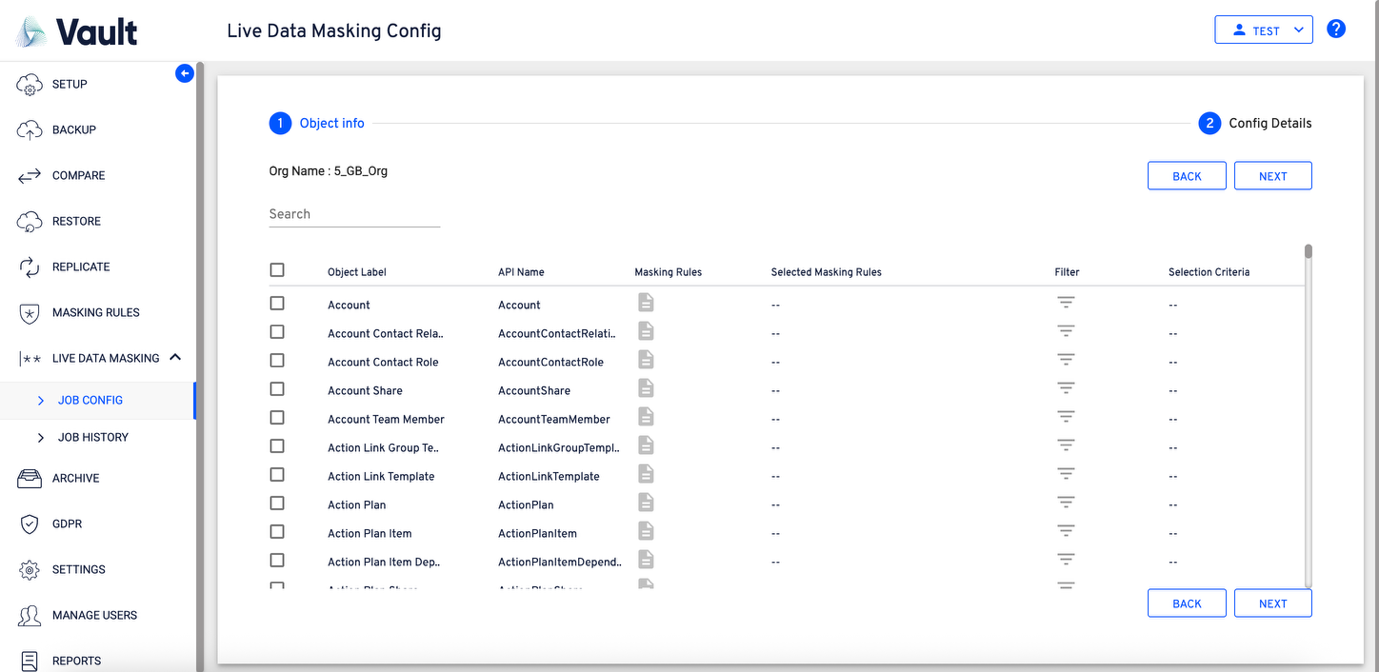 Vault
Live Data Masking Config
TEST
?
SETUP
BACKUP
COMPARE
RESTORE
REPLICATE
MASKING RULES
|** LIVE DATA MASKING
JOB CONFIG
JOB HISTORY
ARCHIVE
GDPR
SETTINGS
MANAGE USERS
REPORTS
1 Object info
2 Config Details
Org Name : 5_GB_Org
BACK NEXT
Search
Object Label API Name Masking Rules Selected Masking Rules Filter Selection Criteria
Account Account -- --
Account Contact Rela.. AccountContactRelati.. -- --
Account Contact Role AccountContactRole -- --
Account Share AccountShare -- --
Account Team Member AccountTeamMember -- --
Action Link Group Te.. ActionLinkGroupTempl.. -- --
Action Link Template ActionLinkTemplate -- --
Action Plan ActionPlan -- --
Action Plan Item ActionPlanItem -- --
Action Plan Item Dep.. ActionPlanItemDepend.. -- --
Action Plan Share ActionPlanShare
BACK NEXT